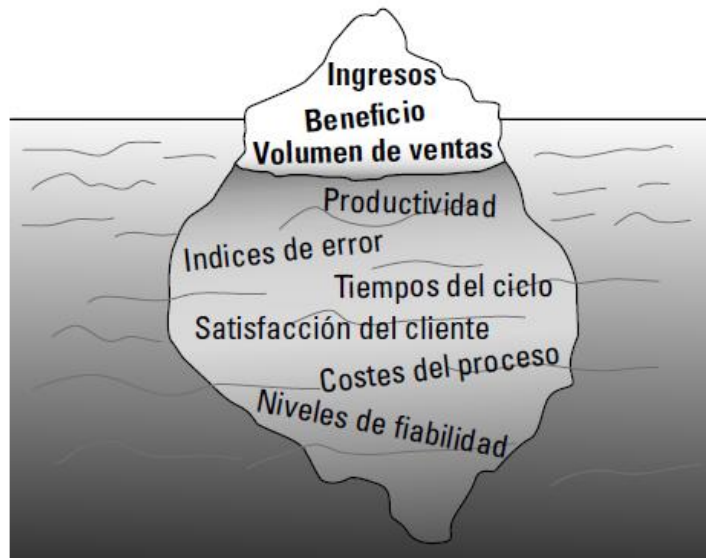 Ingresos
Beneficio
Volumen de ventas
Productividad
Indices de error
Tiempos del ciclo
Satisfacción del cliente
Costes del proceso
Niveles de fiabilidad